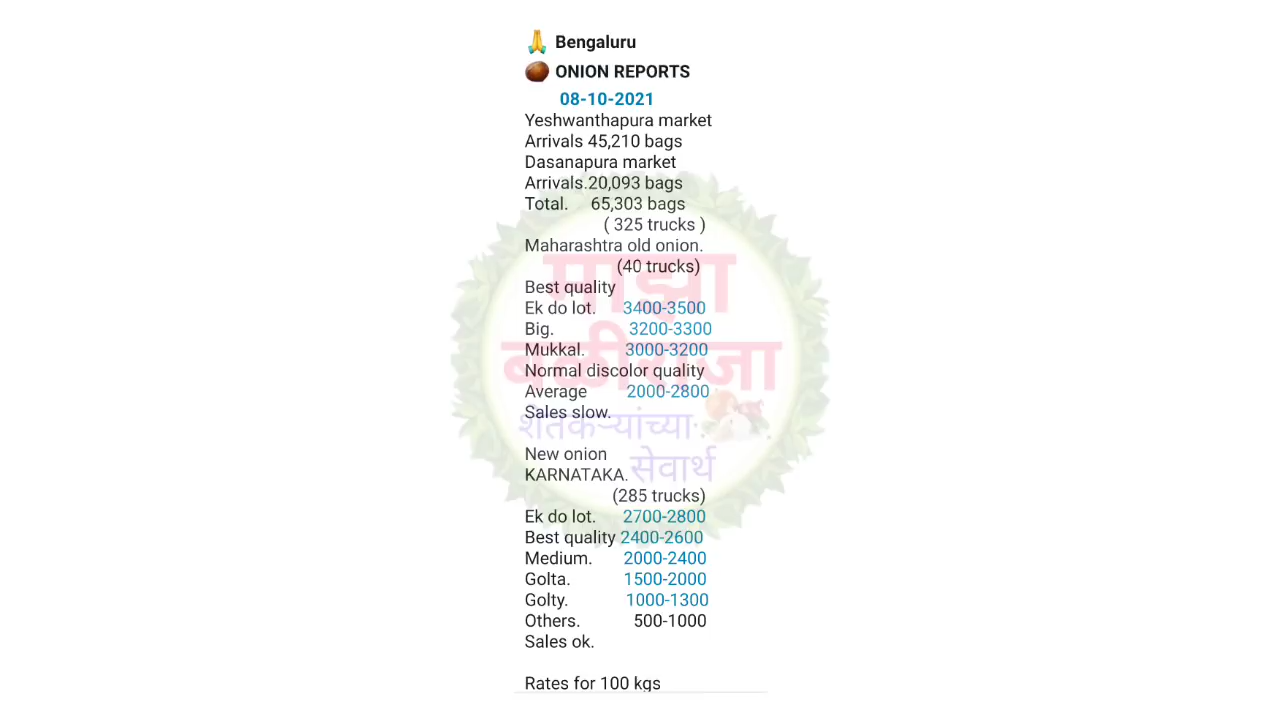 🙏 Bengaluru
🌰 ONION REPORTS
08-10-2021
Yeshwanthapura market
Arrivals 45,210 bags
Dasanapura market
Arrivals.20,093 bags
Total. 65,303 bags
( 325 trucks )
Maharashtra old onion.
(40 trucks)
Best quality
Ek do lot. 3400-3500
Big. 3200-3300
Mukkal. 3000-3200
Normal discolor quality
Average 2000-2800
Sales slow.
New onion
KARNATAKA.
(285 trucks)
Ek do lot. 2700-2800
Best quality 2400-2600
Medium. 2000-2400
Golta. 1500-2000
Golty. 1000-1300
Others. 500-1000
Sales ok.
Rates for 100 kgs
माझा
बळीराजा
शेतकऱ्यांच्या
सेवार्थ